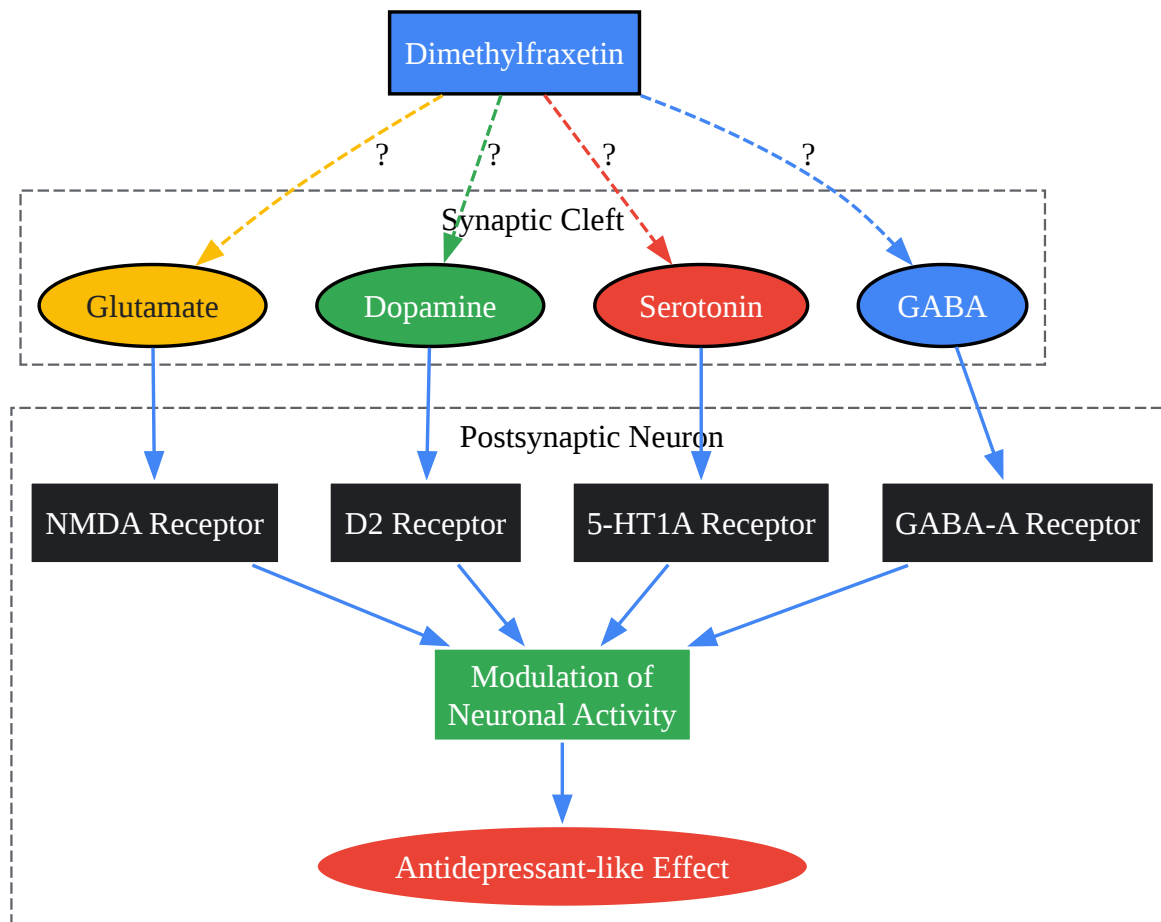 Dimethylfraxetin
? ? ? ?
Synaptic Cleft
Glutamate
Dopamine
Serotonin
GABA
Postsynaptic Neuron
NMDA Receptor
D2 Receptor
5-HT1A Receptor
GABA-A Receptor
Modulation of
Neuronal Activity
Antidepressant-like Effect